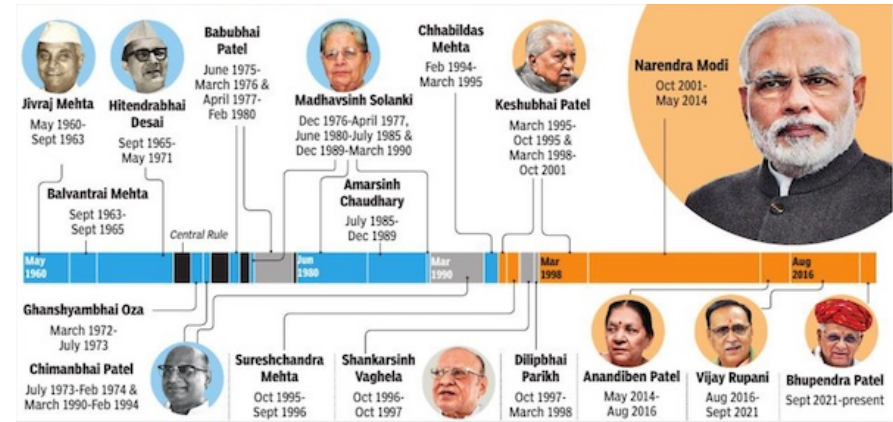 Jivraj Mehta
May 1960-
Sept 1963
Hitendrabhai
Desai
Sept 1965-
May 1971
Babubhai
Patel
June 1975-
March 1976 &
April 1977-
Feb 1980
Madhavsinh Solanki
Dec 1976-April 1977,
June 1980-July 1985 &
Dec 1989-March 1990
Chhabildas
Mehta
Feb 1994-
March 1995
Keshubhai Patel
March 1995-
Oct 1995 &
March 1998-
Oct 2001
Narendra Modi
Oct 2001-
May 2014
Balvantrai Mehta
Sept 1963-
Sept 1965
Central Rule
Amarsinh
Chaudhary
July 1985-
Dec 1989
May
1960
Jun
1980
Mar
1990
Mar
1998
Aug
2016
Ghanshyambhai Oza
March 1972-
July 1973
Chimanbhai Patel
July 1973-Feb 1974 &
March 1990-Feb 1994
Sureshchandra
Mehta
Oct 1995-
Sept 1996
Shankarsinh
Vaghela
Oct 1996-
Oct 1997
Dilipbhai
Parikh
Oct 1997-
March 1998
Anandiben Patel
May 2014-
Aug 2016
Vijay Rupani
Aug 2016-
Sept 2021
Bhupendra Patel
Sept 2021-present